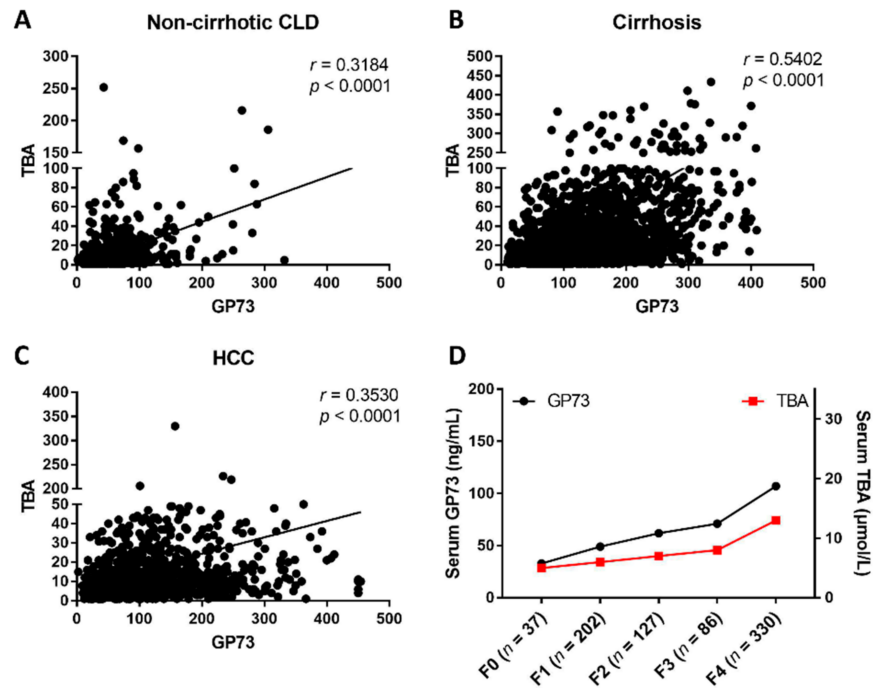 A
Non-cirrhotic CLD
r = 0.3184
p < 0.0001
TBA
300
250
200
150
100
80
60
40
20
0
0 100 200 300 400 500
GP73
B
Cirrhosis
r = 0.5402
p < 0.0001
TBA
500
450
400
350
300
250
200
100
80
60
40
20
0
0 100 200 300 400 500
GP73
C
HCC
r = 0.3530
p < 0.0001
TBA
400
350
300
250
200
150
50
40
30
20
10
0
0 100 200 300 400 500
GP73
D
GP73
TBA
Serum GP73 (ng/mL)
200
150
100
50
0
Serum TBA (μmol/L)
30
20
10
0
F0 (n = 37)
F1 (n = 202)
F2 (n = 127)
F3 (n = 86)
F4 (n = 330)